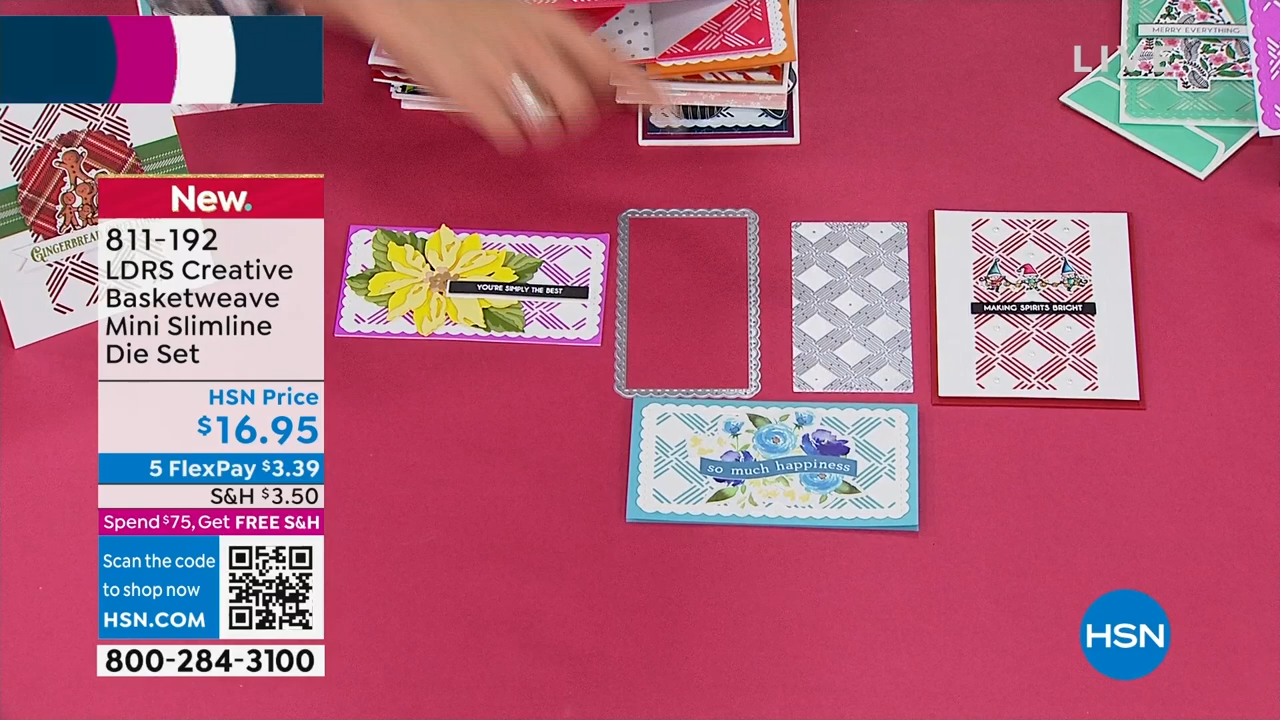 MERRY EVERYTHING
LIVE
GINGERBREAD
New.
811-192
LDRS Creative
Basketweave
Mini Slimline
Die Set
HSN Price
$16.95
5 FlexPay $3.39
S&H $3.50
Spend $75, Get FREE S&H
Scan the code
to shop now
HSN.COM
800-284-3100
YOU'RE SIMPLY THE BEST
MAKING SPIRITS BRIGHT
so much happiness
HSN